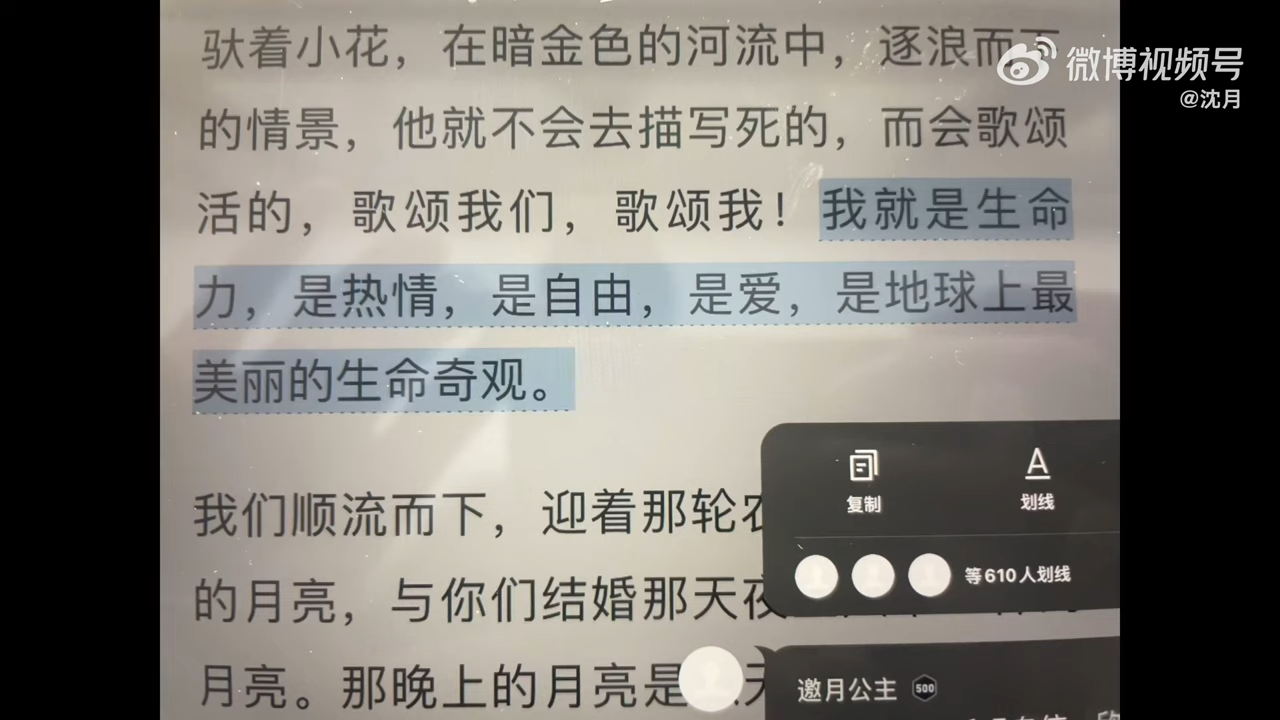 驮着小花，在暗金色的河流中，逐浪而下
微博视频号
@沈月
的情景，他就不会去描写死的，而会歌颂
活的，歌颂我们，歌颂我！我就是生命
力，是热情，是自由，是爱，是地球上最
美丽的生命奇观。
复制
划线
我们顺流而下，迎着那轮
等610人划线
的月亮，与你们结婚那天夜
月亮。那晚上的月亮是
邀月公主 500